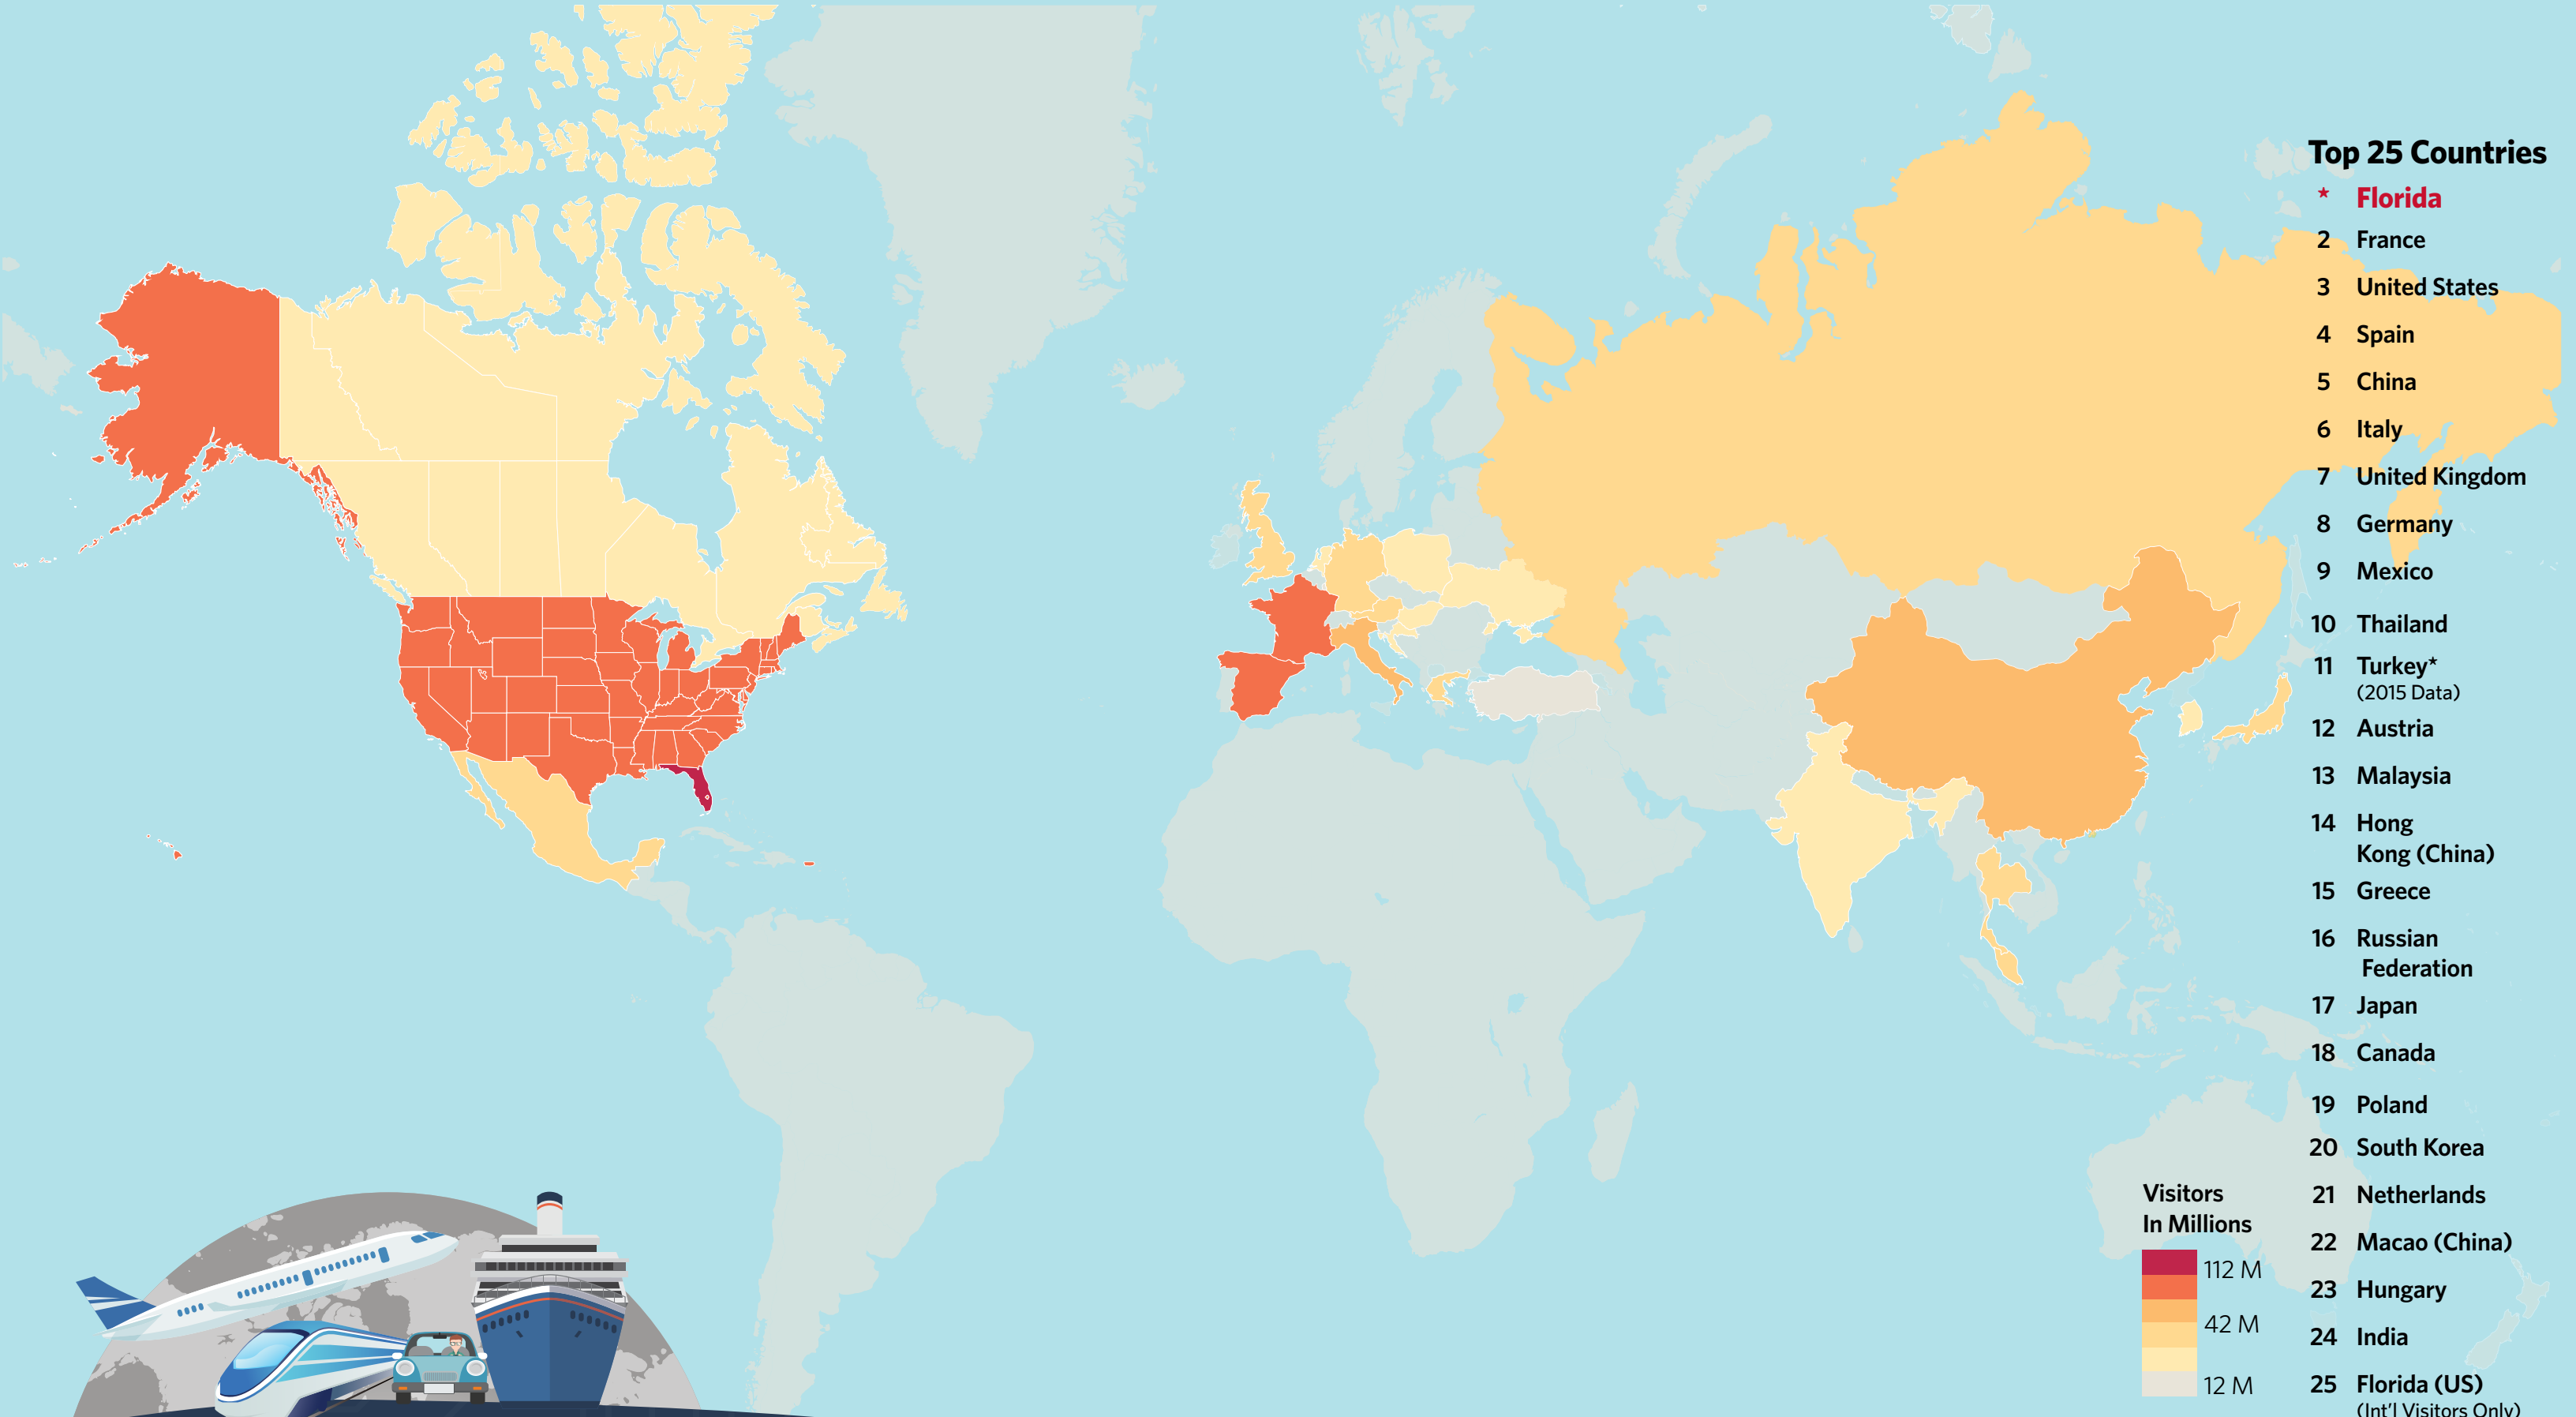 Top 25 Countries
* Florida
2 France
3 United States
4 Spain
5 China
6 Italy
7 United Kingdom
8 Germany
9 Mexico
10 Thailand
11 Turkey*
(2015 Data)
12 Austria
13 Malaysia
14 Hong
Kong (China)
15 Greece
16 Russian
Federation
17 Japan
18 Canada
19 Poland
20 South Korea
21 Netherlands
22 Macao (China)
23 Hungary
24 India
25 Florida (US)
(Int'l Visitors Only)
Visitors
In Millions
112 M
42 M
12 M